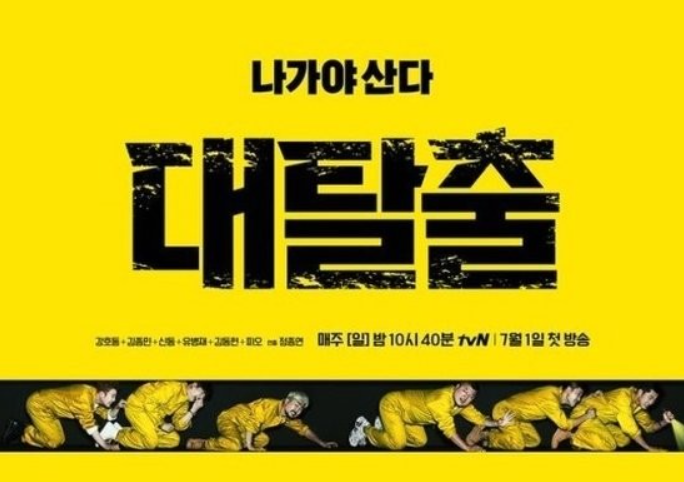 나가야 산다
대탈출
강호동+김종민+신동+유병재+김동현+피오 연출 정종연 매주 [일] 밤 10시 40분 tvN | 7월 1일 첫 방송